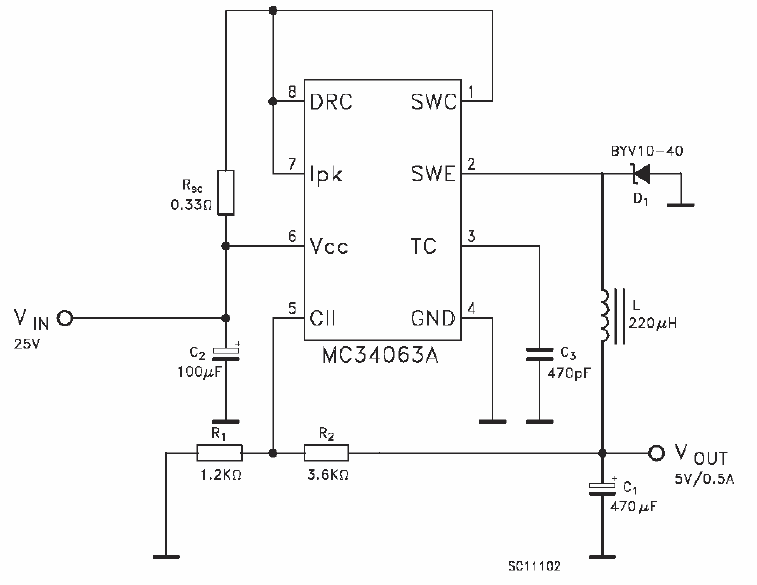 8 DRC SWC 1
BYV10-40
7 Ipk SWE 2
D1
Rsc
0.33Ω
6 Vcc TC 3
5 CII GND 4
VIN
25V
L
220μH
MC34063A
C2
100μF
C3
470pF
R1
1.2KΩ
R2
3.6KΩ
VOUT
5V/0.5A
+
C1
470μF
SC11102